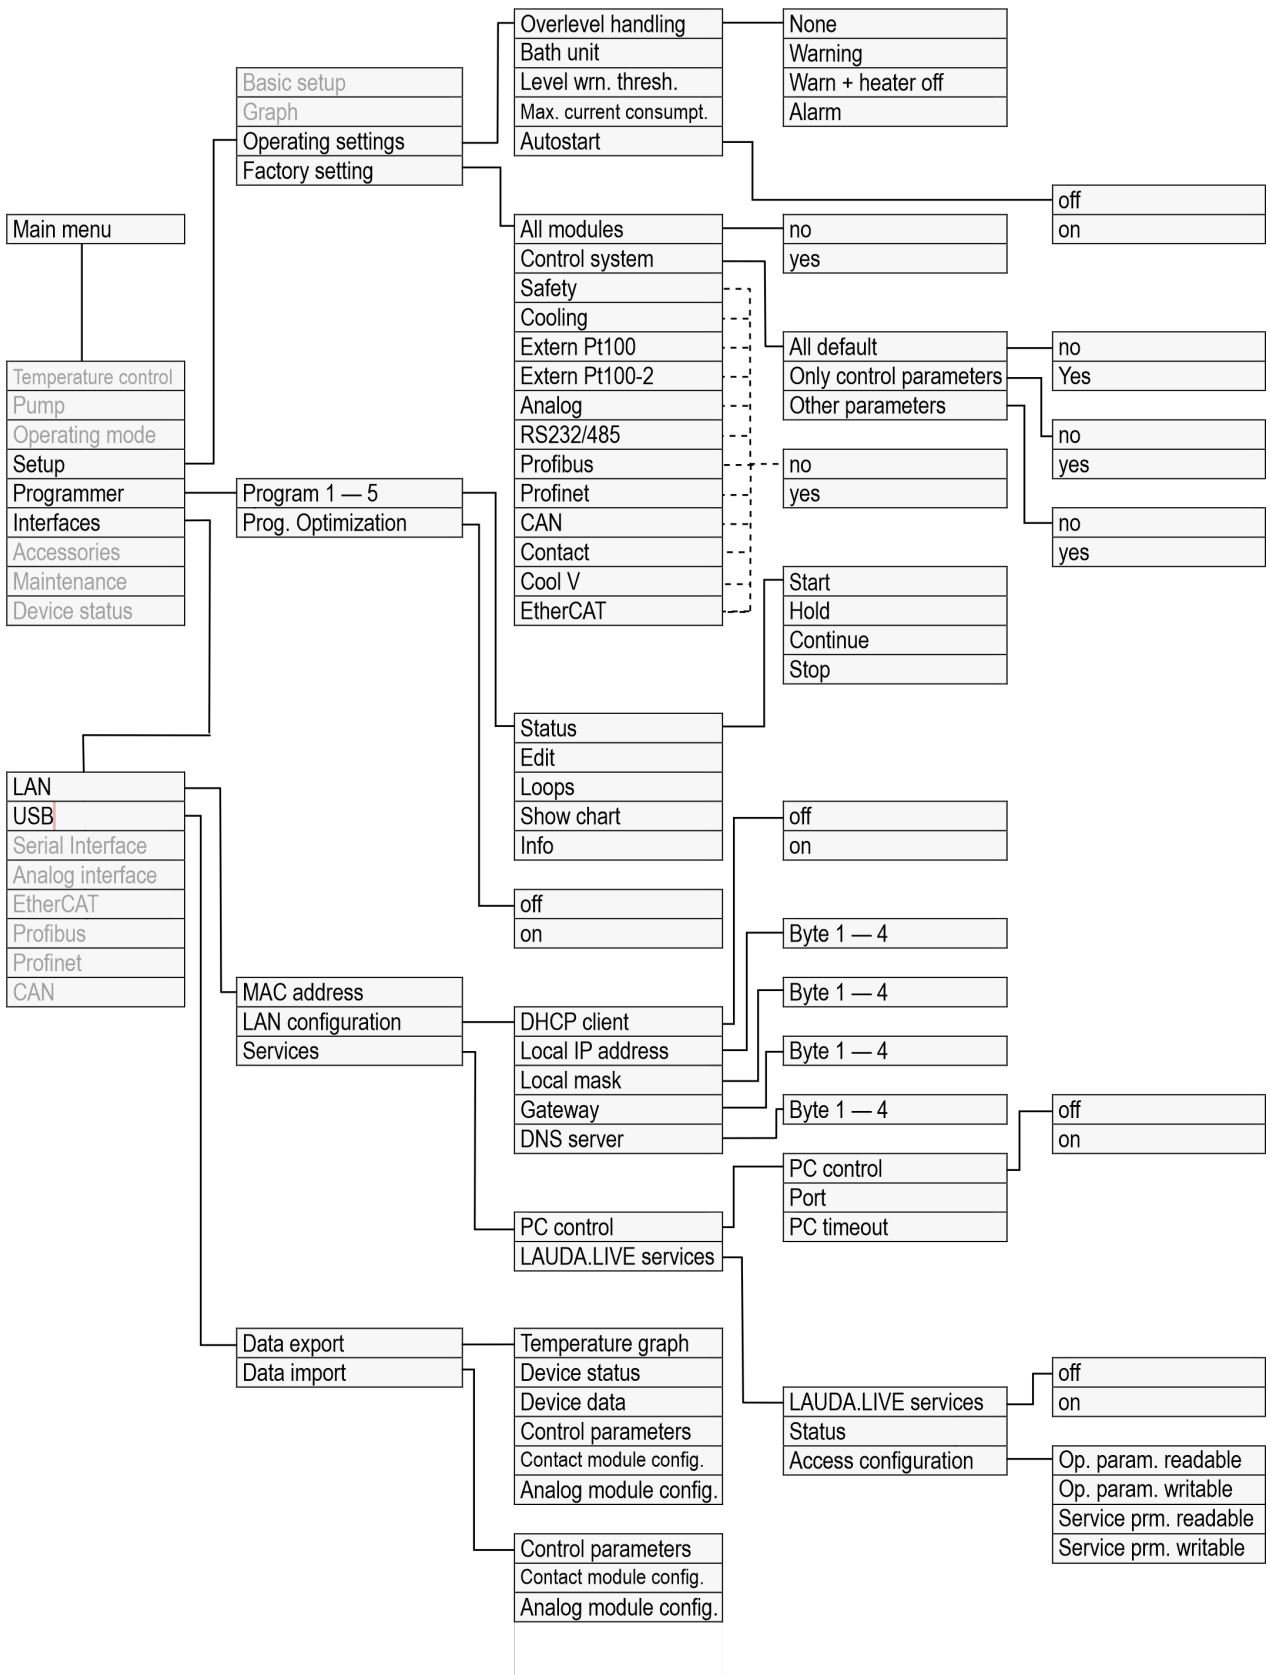 Main menu
Temperature control
Pump
Operating mode
Setup
Programmer
Interfaces
Accessories
Maintenance
Device status
LAN
USB
Serial Interface
Analog interface
EtherCAT
Profibus
Profinet
CAN
Basic setup
Graph
Operating settings
Factory setting
Program 1 — 5
Prog. Optimization
MAC address
LAN configuration
Services
Data export
Data import
Overlevel handling
Bath unit
Level wrn. thresh.
Max. current consumpt.
Autostart
All modules
Control system
Safety
Cooling
Extern Pt100
Extern Pt100-2
Analog
RS232/485
Profibus
Profinet
CAN
Contact
Cool V
EtherCAT
Status
Edit
Loops
Show chart
Info
off
on
DHCP client
Local IP address
Local mask
Gateway
DNS server
PC control
LAUDA.LIVE services
Temperature graph
Device status
Device data
Control parameters
Contact module config.
Analog module config.
Control parameters
Contact module config.
Analog module config.
None
Warning
Warn + heater off
Alarm
no
yes
All default
Only control parameters
Other parameters
no
yes
Start
Hold
Continue
Stop
off
on
Byte 1 — 4
Byte 1 — 4
Byte 1 — 4
Byte 1 — 4
PC control
Port
PC timeout
LAUDA.LIVE services
Status
Access configuration
off
on
no
Yes
no
yes
no
yes
off
on
off
on
Op. param. readable
Op. param. writable
Service prm. readable
Service prm. writable